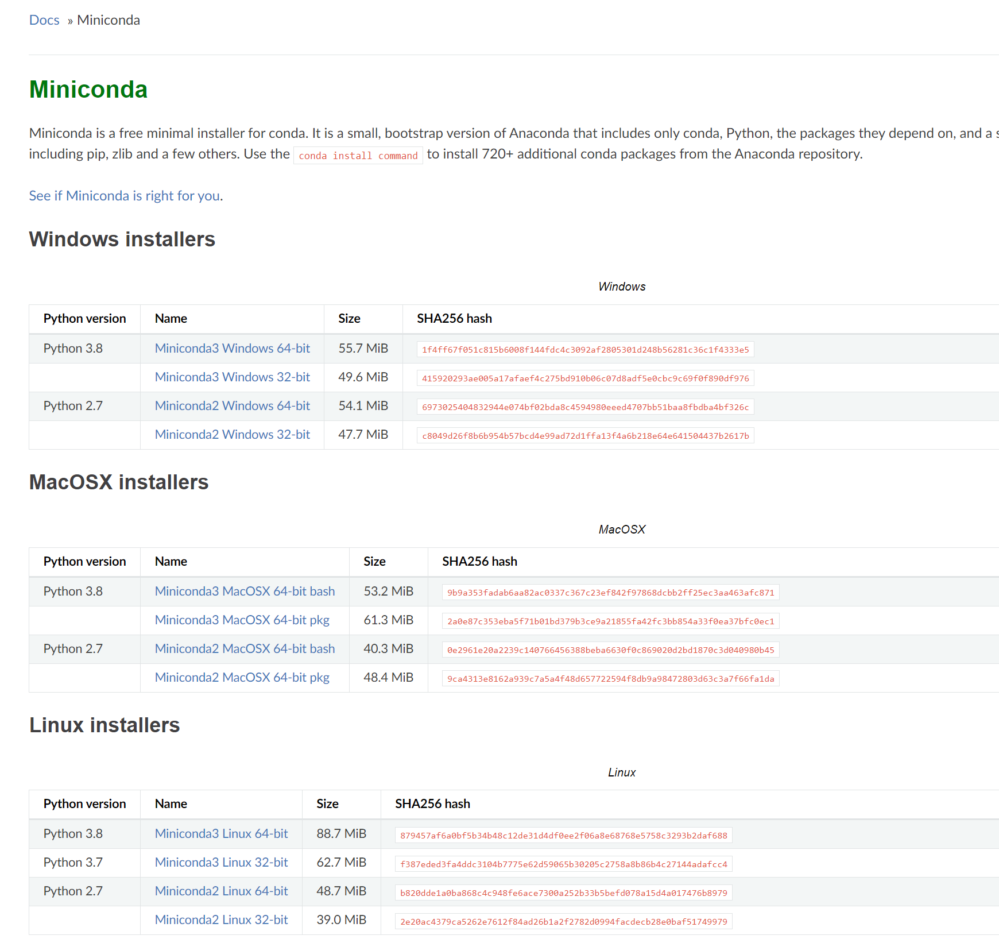 Docs » Miniconda
Miniconda
Miniconda is a free minimal installer for conda. It is a small, bootstrap version of Anaconda that includes only conda, Python, the packages they depend on, and a
including pip, zlib and a few others. Use the conda install command to install 720+ additional conda packages from the Anaconda repository.
See if Miniconda is right for you.
Windows installers
Windows
Python version Name Size SHA256 hash
Python 3.8 Miniconda3 Windows 64-bit 55.7 MiB 1f4ff67f051c815b6008f144fdc4c3092af2805301d248b56281c36c1f4333e5
Miniconda3 Windows 32-bit 49.6 MiB 415920293ae005a17afaef4c275bd910b06c07d8adf5e0cbc9c69f0f890df976
Python 2.7 Miniconda2 Windows 64-bit 54.1 MiB 6973025404832944e074bf02bda8c4594980eeed4707bb51baa8fbdba4bf326c
Miniconda2 Windows 32-bit 47.7 MiB c8049d26f8b6b954b57bcd4e99ad72d1ffa13f4a6b218e64e641504437b2617b
MacOSX installers
MacOSX
Python version Name Size SHA256 hash
Python 3.8 Miniconda3 MacOSX 64-bit bash 53.2 MiB 9b9a353fadab6aa82ac0337c367c23ef842f97868dcbb2ff25ec3aa463afc871
Miniconda3 MacOSX 64-bit pkg 61.3 MiB 2a0e87c353eba5f71b01bd379b3ce9a21855fa42fc3bb854a33f0ea37bfc0ec1
Python 2.7 Miniconda2 MacOSX 64-bit bash 40.3 MiB 0e2961e20a2239c140766456388beba6630f0c869020d2bd1870c3d040980b45
Miniconda2 MacOSX 64-bit pkg 48.4 MiB 9ca4313e8162a939c7a5a4f48d657722594f8db9a98472803d63c3a7f66fa1da
Linux installers
Linux
Python version Name Size SHA256 hash
Python 3.8 Miniconda3 Linux 64-bit 88.7 MiB 879457af6a0bf5b34b48c12de31d4df0ee2f06a8e68768e5758c3293b2daf688
Python 3.7 Miniconda3 Linux 32-bit 62.7 MiB f387eded3fa4ddc3104b7775e62d59065b30205c2758a8b86b4c27144adafcc4
Python 2.7 Miniconda2 Linux 64-bit 48.7 MiB b820dde1a0ba868c4c948fe6ace7300a252b33b5befd078a15d4a017476b8979
Miniconda2 Linux 32-bit 39.0 MiB 2e20ac4379ca5262e7612f84ad26b1a2f2782d0994facdecb28e0baf51749979